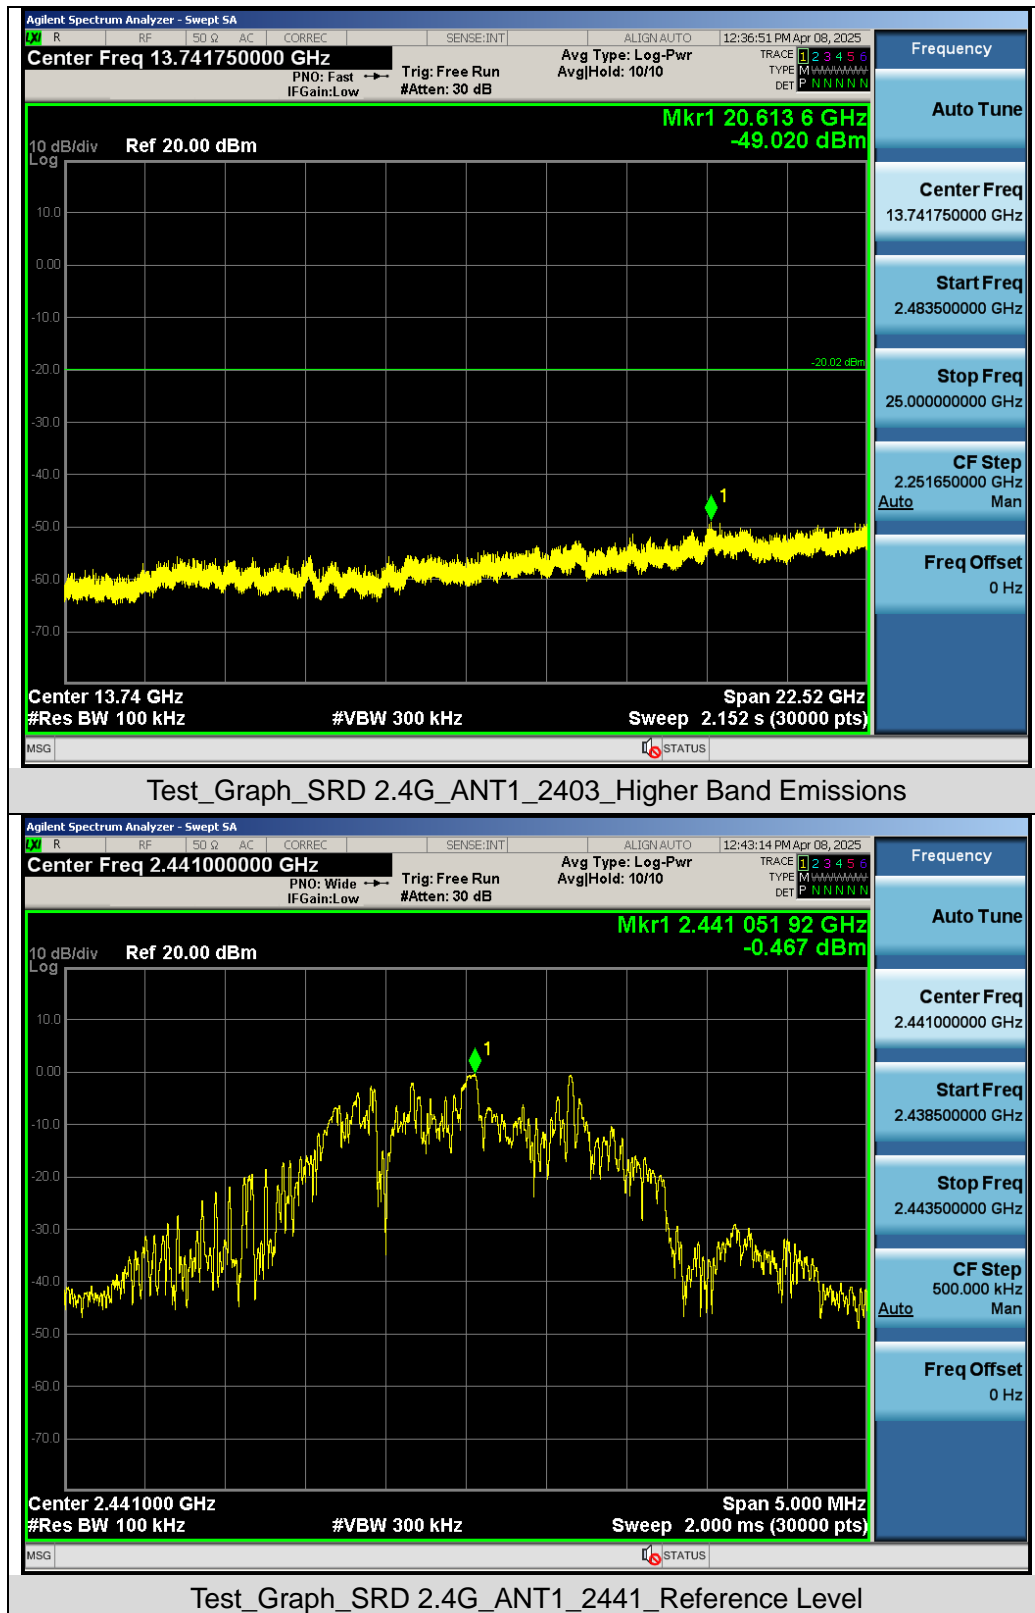 Agilent Spectrum Analyzer - Swept SA
LXI R RF 50 Ω AC CORREC SENSE:INT ALIGN AUTO 12:36:51 PM Apr 08, 2025
Center Freq 13.741750000 GHz
PNO: Fast
IFGain:Low
Trig: Free Run
#Atten: 30 dB
Avg Type: Log-Pwr
Avg|Hold: 10/10
TRACE 1 2 3 4 5 6
TYPE M WWWWW
DET P N N N N N
Mkr1 20.613 6 GHz
-49.020 dBm
10 dB/div Ref 20.00 dBm
Log
10.0
0.00
-10.0
-20.0
-20.02 dBm
-30.0
-40.0
1
-50.0
-60.0
-70.0
Center 13.74 GHz Span 22.52 GHz
#Res BW 100 kHz #VBW 300 kHz Sweep 2.152 s (30000 pts)
MSG STATUS
Frequency
Auto Tune
Center Freq
13.741750000 GHz
Start Freq
2.483500000 GHz
Stop Freq
25.000000000 GHz
CF Step
2.251650000 GHz
Auto Man
Freq Offset
0 Hz
Test_Graph_SRD 2.4G_ANT1_2403_Higher Band Emissions
Agilent Spectrum Analyzer - Swept SA
LXI R RF 50 Ω AC CORREC SENSE:INT ALIGN AUTO 12:43:14 PM Apr 08, 2025
Center Freq 2.441000000 GHz
PNO: Wide
IFGain:Low
Trig: Free Run
#Atten: 30 dB
Avg Type: Log-Pwr
Avg|Hold: 10/10
TRACE 1 2 3 4 5 6
TYPE M WWWWW
DET P N N N N N
Mkr1 2.441 051 92 GHz
-0.467 dBm
10 dB/div Ref 20.00 dBm
Log
10.0
1
0.00
-10.0
-20.0
-30.0
-40.0
-50.0
-60.0
-70.0
Center 2.441000 GHz Span 5.000 MHz
#Res BW 100 kHz #VBW 300 kHz Sweep 2.000 ms (30000 pts)
MSG STATUS
Frequency
Auto Tune
Center Freq
2.441000000 GHz
Start Freq
2.438500000 GHz
Stop Freq
2.443500000 GHz
CF Step
500.000 kHz
Auto Man
Freq Offset
0 Hz
Test_Graph_SRD 2.4G_ANT1_2441_Reference Level